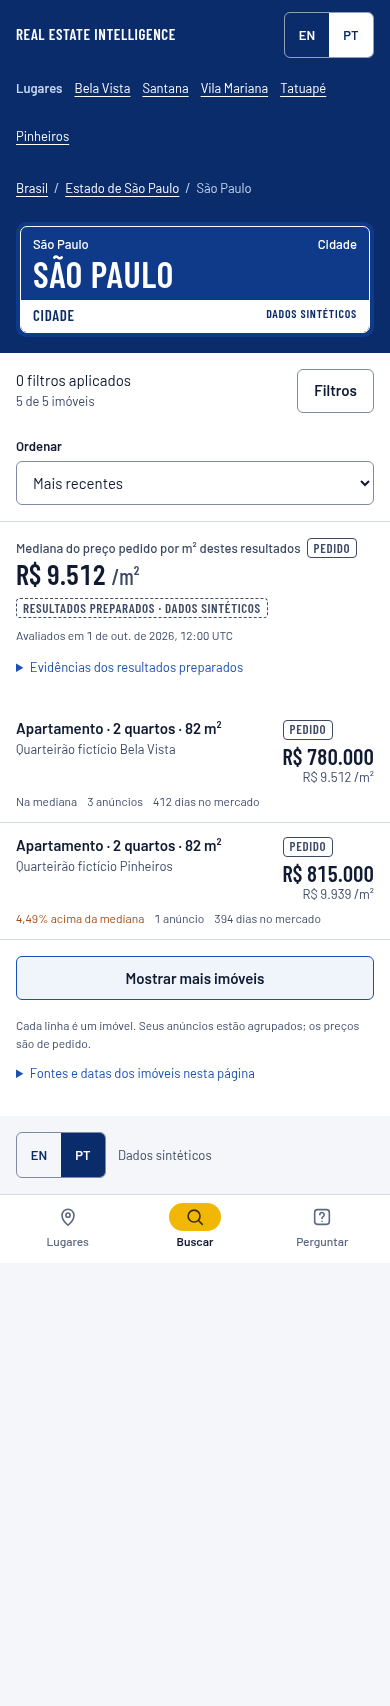 REAL ESTATE INTELLIGENCE
EN PT
Lugares Bela Vista Santana Vila Mariana Tatuapé
Pinheiros
Brasil / Estado de São Paulo / São Paulo
São Paulo Cidade
SÃO PAULO
CIDADE DADOS SINTÉTICOS
0 filtros aplicados
5 de 5 imóveis
Filtros
Ordenar
Mais recentes
Mediana do preço pedido por m² destes resultados PEDIDO
R$ 9.512 /m²
RESULTADOS PREPARADOS · DADOS SINTÉTICOS
Avaliados em 1 de out. de 2026, 12:00 UTC
Evidências dos resultados preparados
Apartamento · 2 quartos · 82 m² PEDIDO
Quarteirão fictício Bela Vista R$ 780.000
R$ 9.512 /m²
Na mediana 3 anúncios 412 dias no mercado
Apartamento · 2 quartos · 82 m² PEDIDO
Quarteirão fictício Pinheiros R$ 815.000
R$ 9.939 /m²
4,49% acima da mediana 1 anúncio 394 dias no mercado
Mostrar mais imóveis
Cada linha é um imóvel. Seus anúncios estão agrupados; os preços
são de pedido.
Fontes e datas dos imóveis nesta página
EN PT Dados sintéticos
Lugares Buscar Perguntar